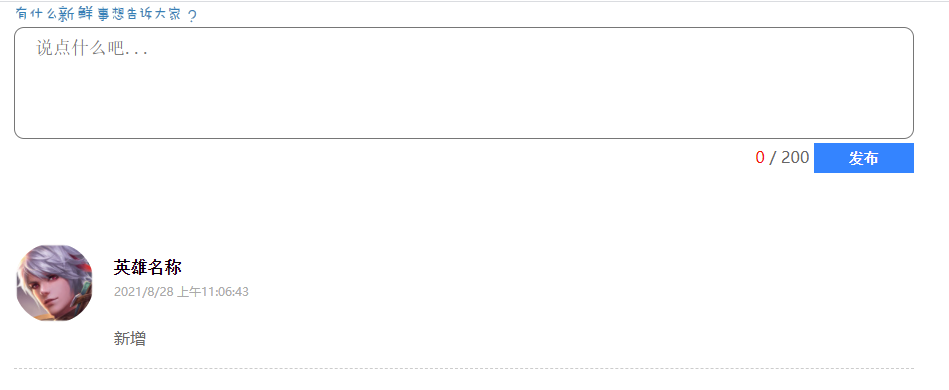 有什么新鲜事想告诉大家?
说点什么吧...
0 / 200 发布
英雄名称
2021/8/28 上午11:06:43
新增